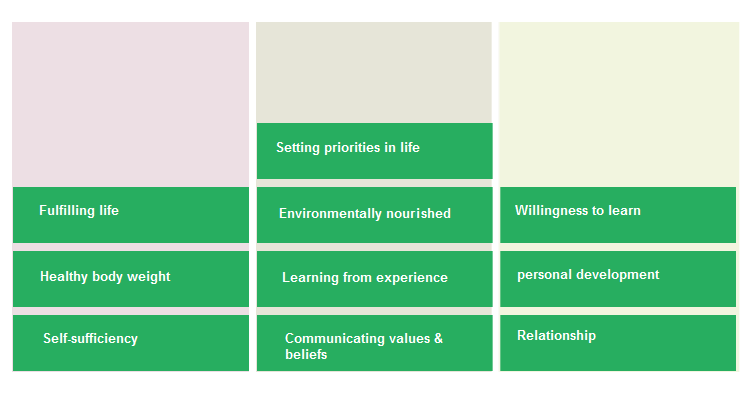 Setting priorities in life
Fulfilling life
Environmentally nourished
Willingness to learn
Healthy body weight
Learning from experience
personal development
Self-sufficiency
Communicating values &
beliefs
Relationship